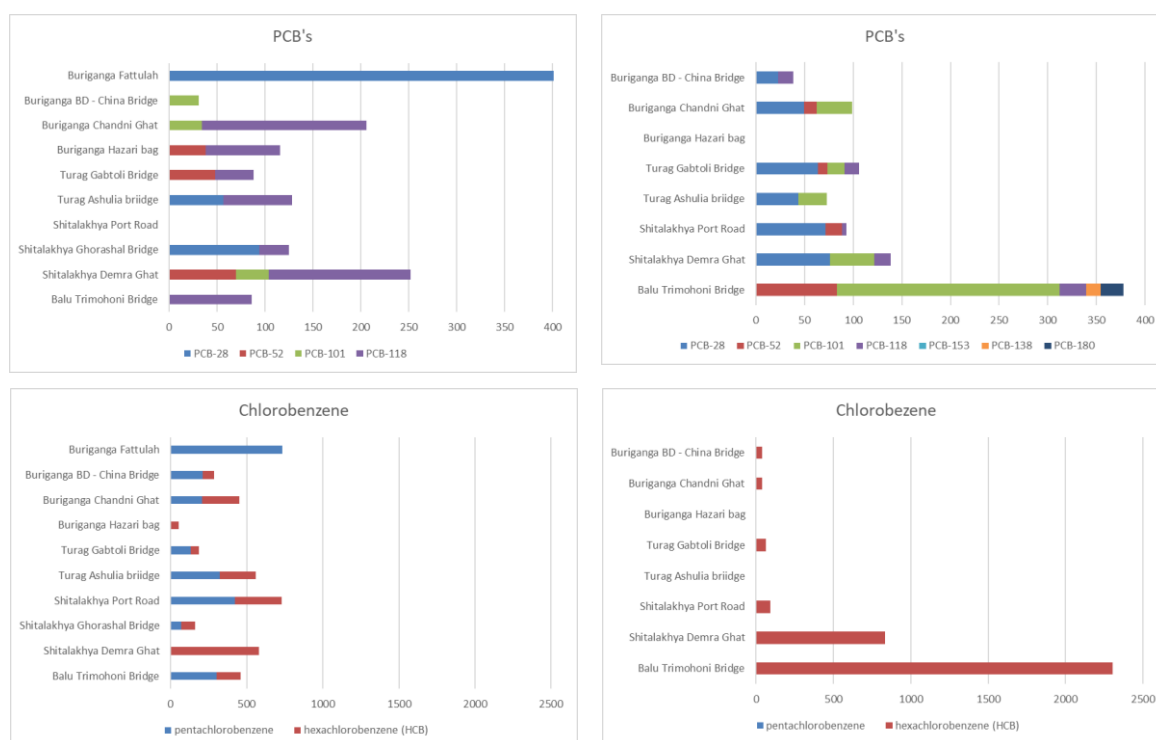 PCB's
Buriganga Fattulah
Buriganga BD - China Bridge
Buriganga Chandni Ghat
Buriganga Hazari bag
Turag Gabtoli Bridge
Turag Ashulia briidge
Shitalakhya Port Road
Shitalakhya Ghorashal Bridge
Shitalakhya Demra Ghat
Balu Trimohoni Bridge
0 50 100 150 200 250 300 350 400
PCB-28 PCB-52 PCB-101 PCB-118
PCB's
Buriganga BD - China Bridge
Buriganga Chandni Ghat
Buriganga Hazari bag
Turag Gabtoli Bridge
Turag Ashulia briidge
Shitalakhya Port Road
Shitalakhya Demra Ghat
Balu Trimohoni Bridge
0 50 100 150 200 250 300 350 400
PCB-28 PCB-52 PCB-101 PCB-118 PCB-153 PCB-138 PCB-180
Chlorobenzene
Buriganga Fattulah
Buriganga BD - China Bridge
Buriganga Chandni Ghat
Buriganga Hazari bag
Turag Gabtoli Bridge
Turag Ashulia briidge
Shitalakhya Port Road
Shitalakhya Ghorashal Bridge
Shitalakhya Demra Ghat
Balu Trimohoni Bridge
0 500 1000 1500 2000 2500
pentachlorobenzene hexachlorobenzene (HCB)
Chlorobezene
Buriganga BD - China Bridge
Buriganga Chandni Ghat
Buriganga Hazari bag
Turag Gabtoli Bridge
Turag Ashulia briidge
Shitalakhya Port Road
Shitalakhya Demra Ghat
Balu Trimohoni Bridge
0 500 1000 1500 2000 2500
pentachlorobenzene hexachlorobenzene (HCB)